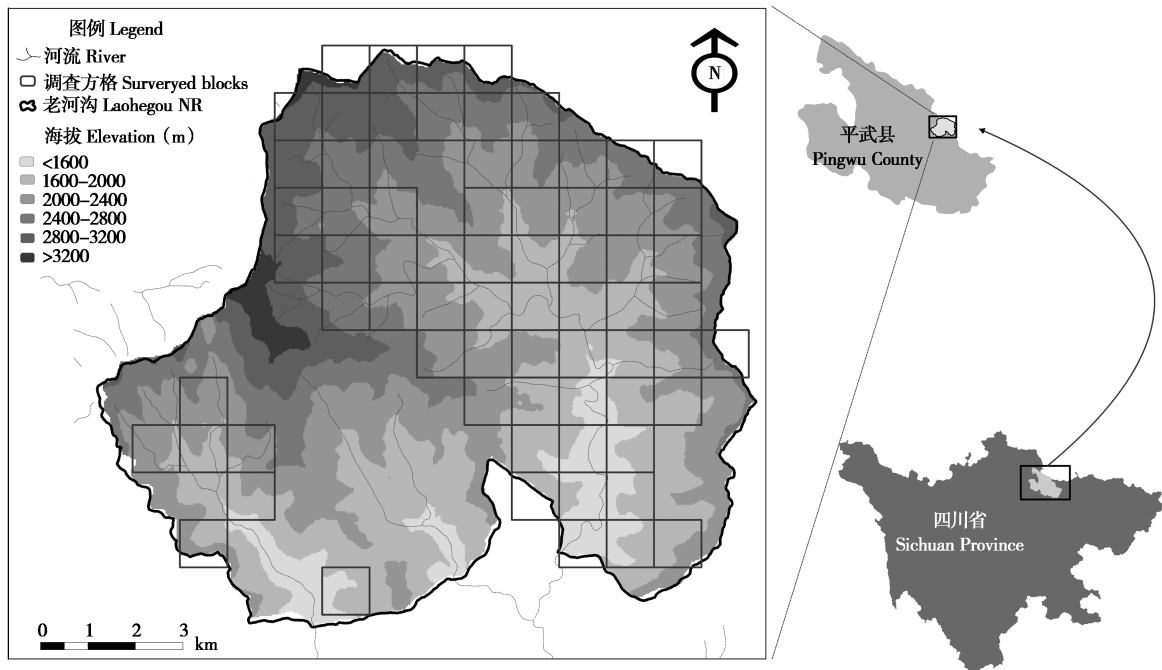 图例 Legend
河流 River
调查方格 Surveryed blocks
老河沟 Laohegou NR
海拔 Elevation（m）
<1600
1600–2000
2000–2400
2400–2800
2800–3200
>3200
0 1 2 3
km
N
平武县
Pingwu County
四川省
Sichuan Province